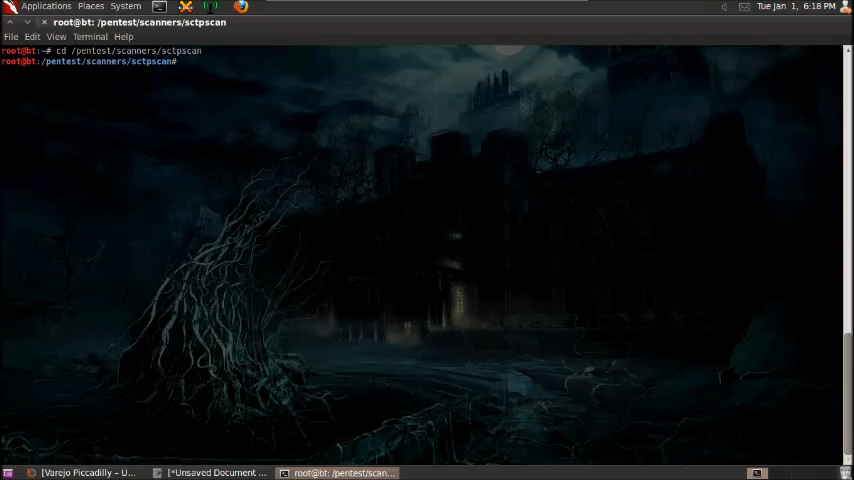 Applications Places System
Tue Jan 1, 6:18 PM
root@bt: /pentest/scanners/sctpscan
File Edit View Terminal Help
root@bt:~# cd /pentest/scanners/sctpscan
root@bt:/pentest/scanners/sctpscan#
[Varejo Piccadilly – U...
[*Unsaved Document ...
root@bt: /pentest/scan...